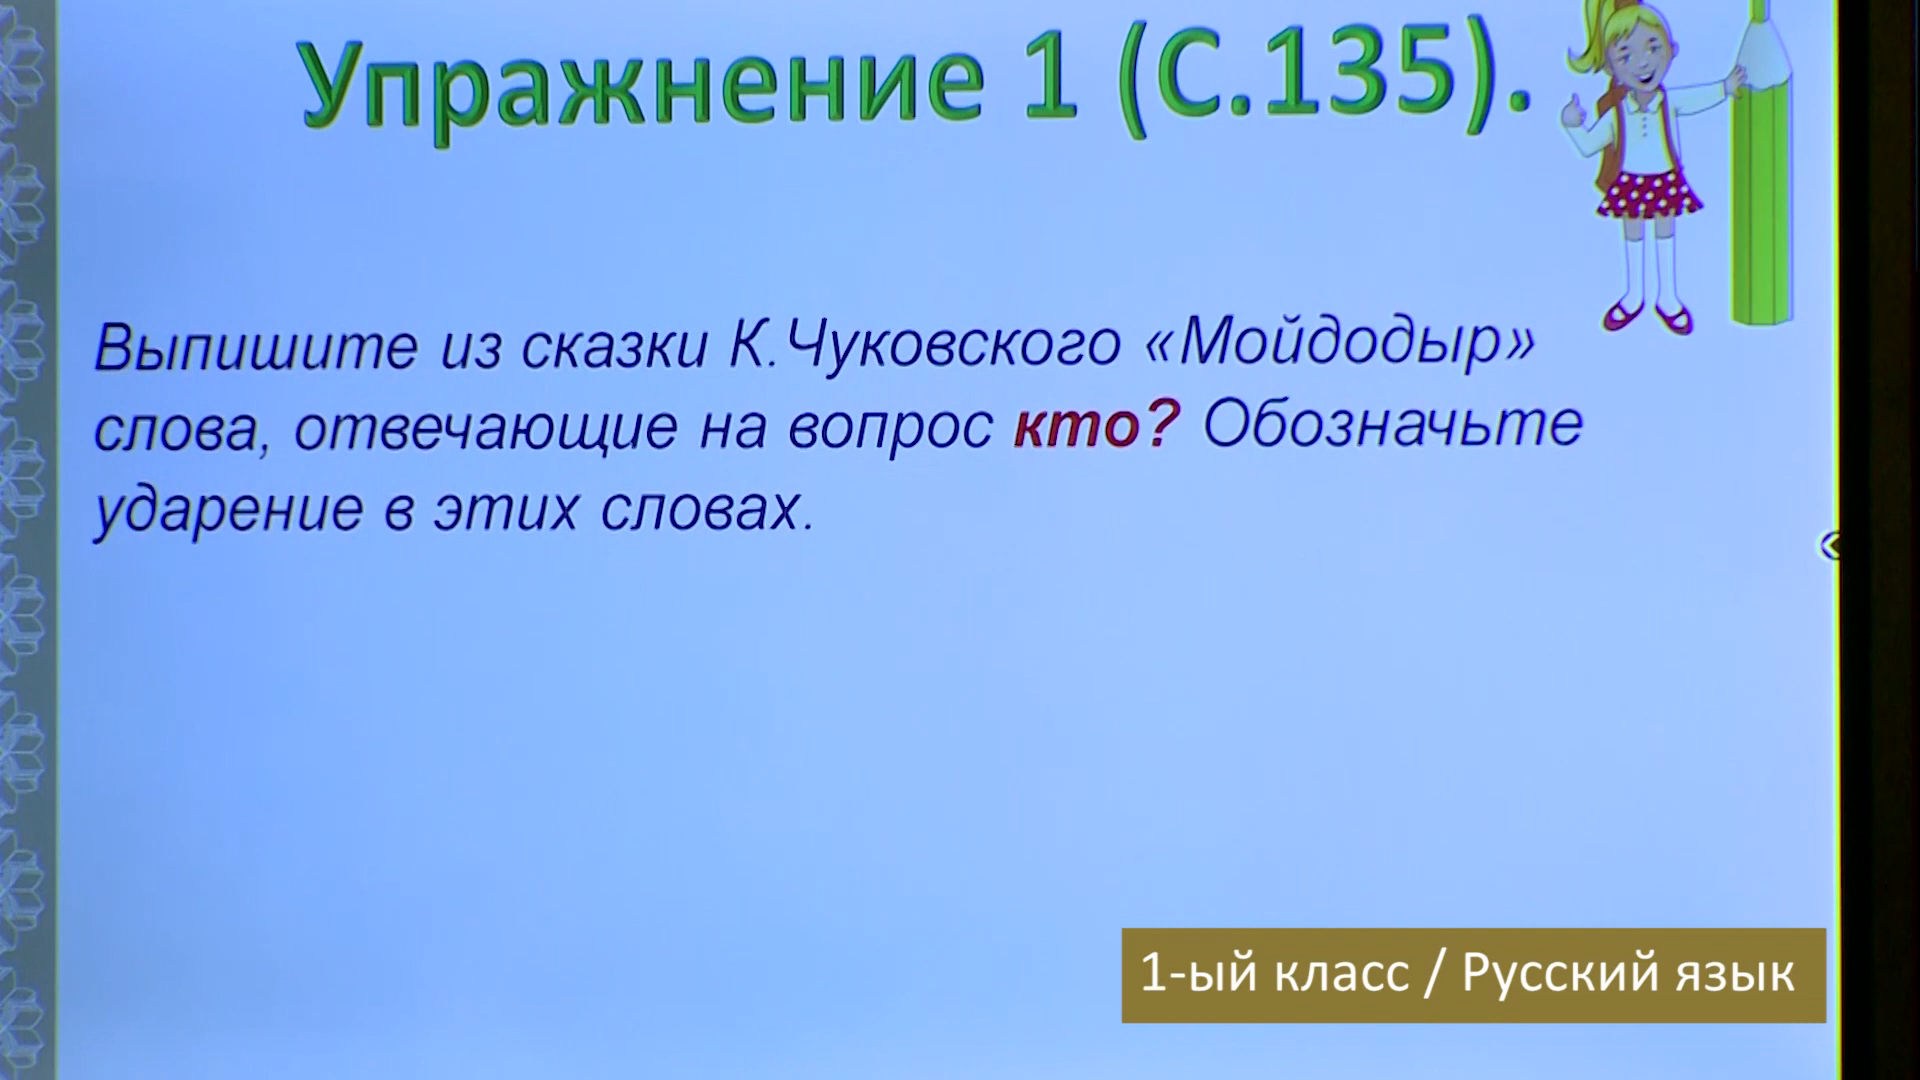 Упражнение 1 (С.135).
Выпишите из сказки К.Чуковского «Мойдодыр»
слова, отвечающие на вопрос кто? Обозначьте
ударение в этих словах.
1-ый класс / Русский язык